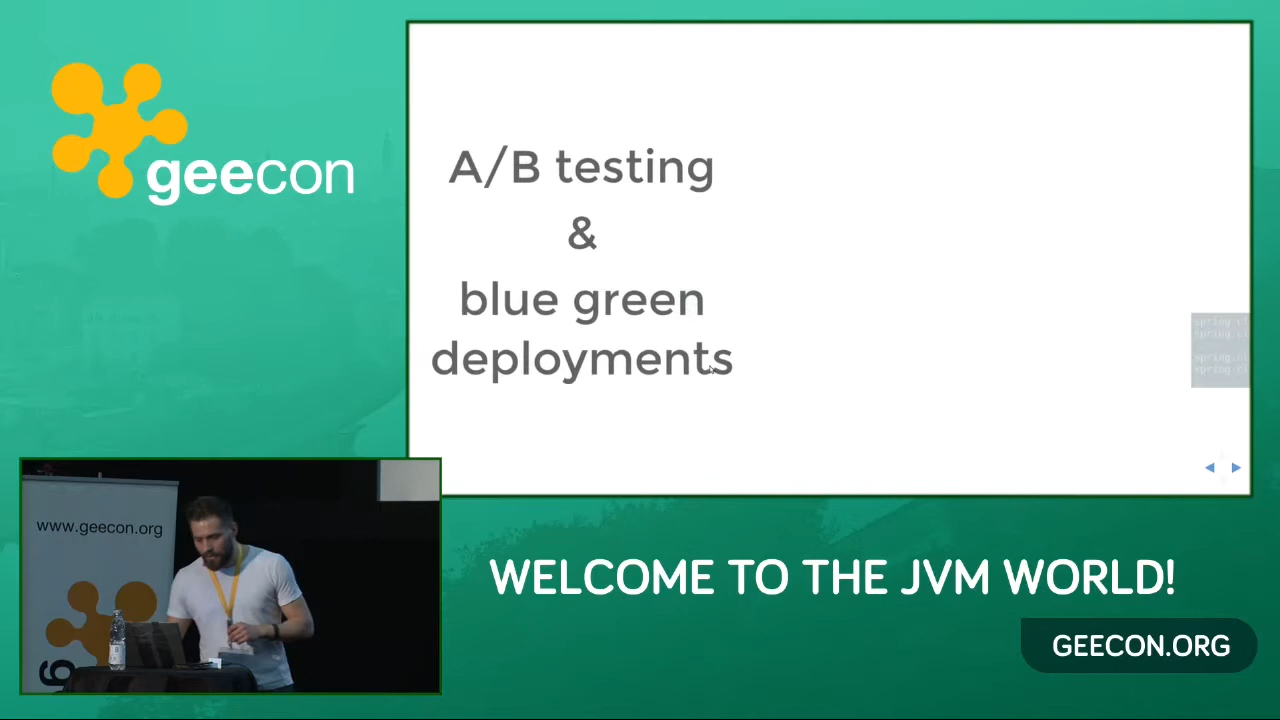 geecon
A/B testing
&
blue green
deployments
www.geecon.org
WELCOME TO THE JVM WORLD!
GEECON.ORG